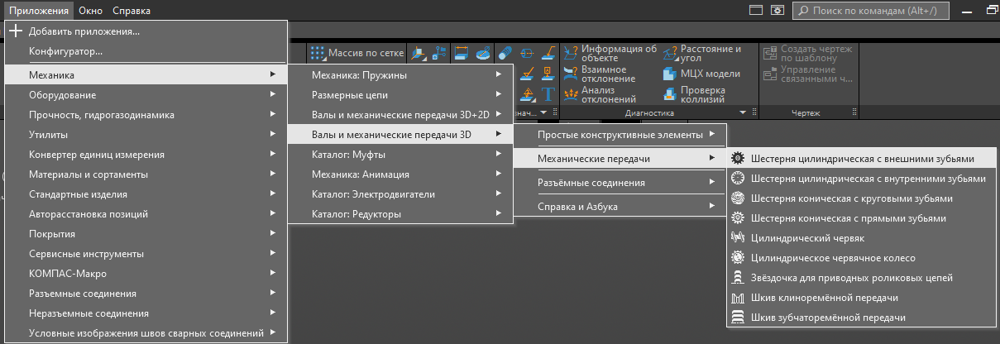 Приложения Окно Справка
Поиск по командам (Alt+/)
Добавить приложения...
Конфигуратор...
Механика
Оборудование
Прочность, гидрогазодинамика
Утилиты
Конвертер единиц измерения
Материалы и сортаменты
Стандартные изделия
Авторасстановка позиций
Покрытия
Сервисные инструменты
КОМПАС-Макро
Разъемные соединения
Неразъемные соединения
Условные изображения швов сварных соединений
Массив по сетке
Информация об
объекте
Взаимное
отклонение
Анализ
отклонений
Расстояние и
угол
МЦХ модели
Проверка
коллизий
Создать чертеж
по шаблону
Управление
связанными ч...
знач...
Диагностика
Чертеж
Механика: Пружины
Размерные цепи
Валы и механические передачи 3D+2D
Валы и механические передачи 3D
Каталог: Муфты
Механика: Анимация
Каталог: Электродвигатели
Каталог: Редукторы
Простые конструктивные элементы
Механические передачи
Разъёмные соединения
Справка и Азбука
Шестерня цилиндрическая с внешними зубьями
Шестерня цилиндрическая с внутренними зубьями
Шестерня коническая с круговыми зубьями
Шестерня коническая с прямыми зубьями
Цилиндрический червяк
Цилиндрическое червячное колесо
Звёздочка для приводных роликовых цепей
Шкив клиноремённой передачи
Шкив зубчаторемённой передачи